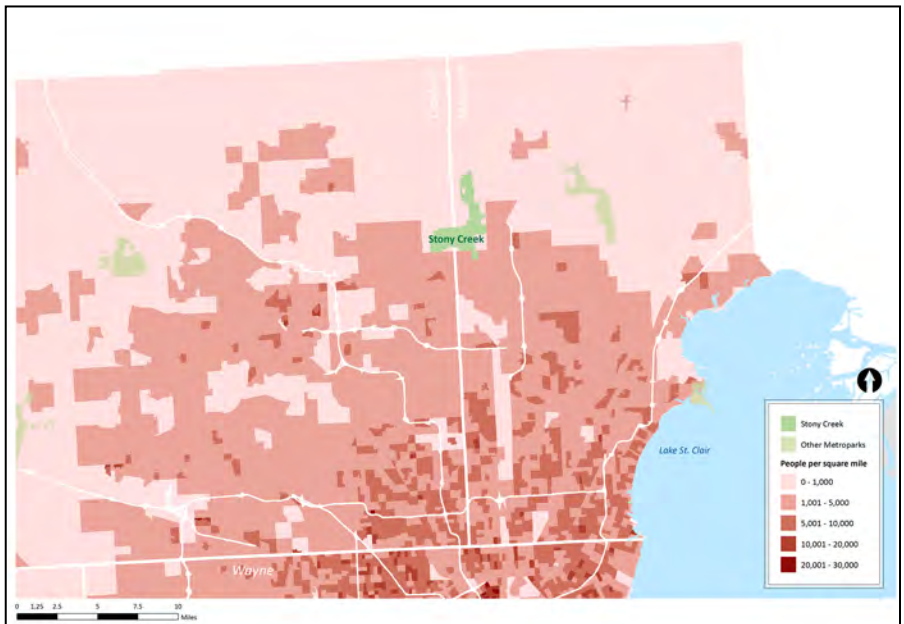 Stony Creek
Lake St. Clair
Wayne
Stony Creek
Other Metroparks
People per square mile
0 - 1,000
1,001 - 5,000
5,001 - 10,000
10,001 - 20,000
20,001 - 30,000
0 1.25 2.5 5 7.5 10
Miles